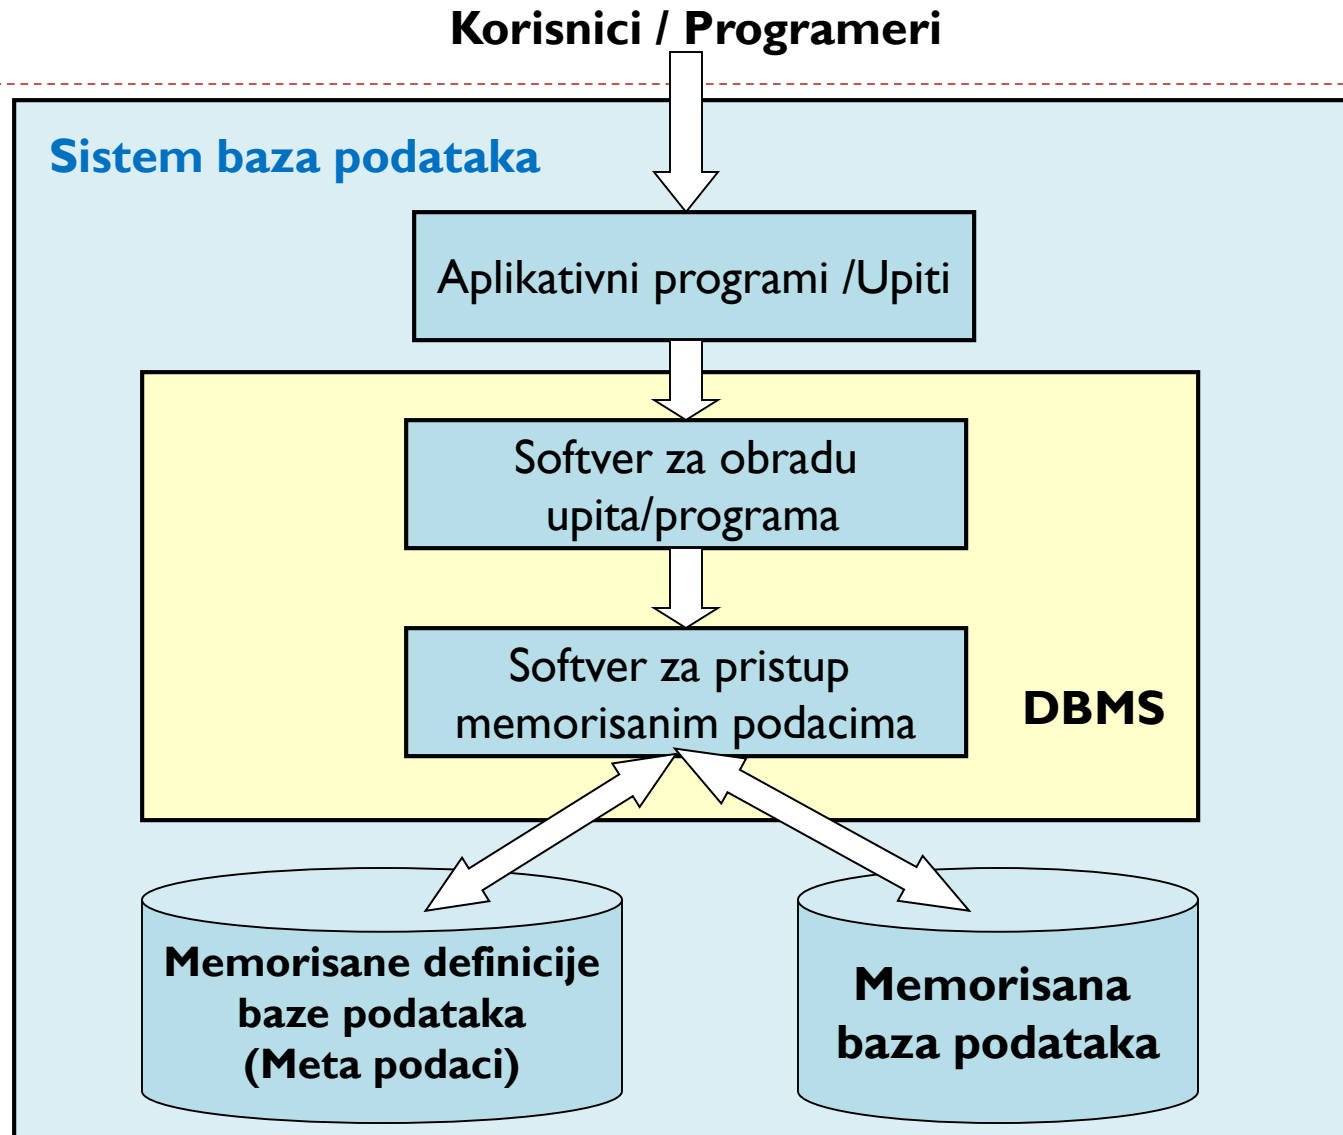 Korisnici / Programeri
Sistem baza podataka
Aplikativni programi /Upiti
Softver za obradu
upita/programa
Softver za pristup
memorisanim podacima
DBMS
Memorisane definicije
baze podataka
(Meta podaci)
Memorisana
baza podataka